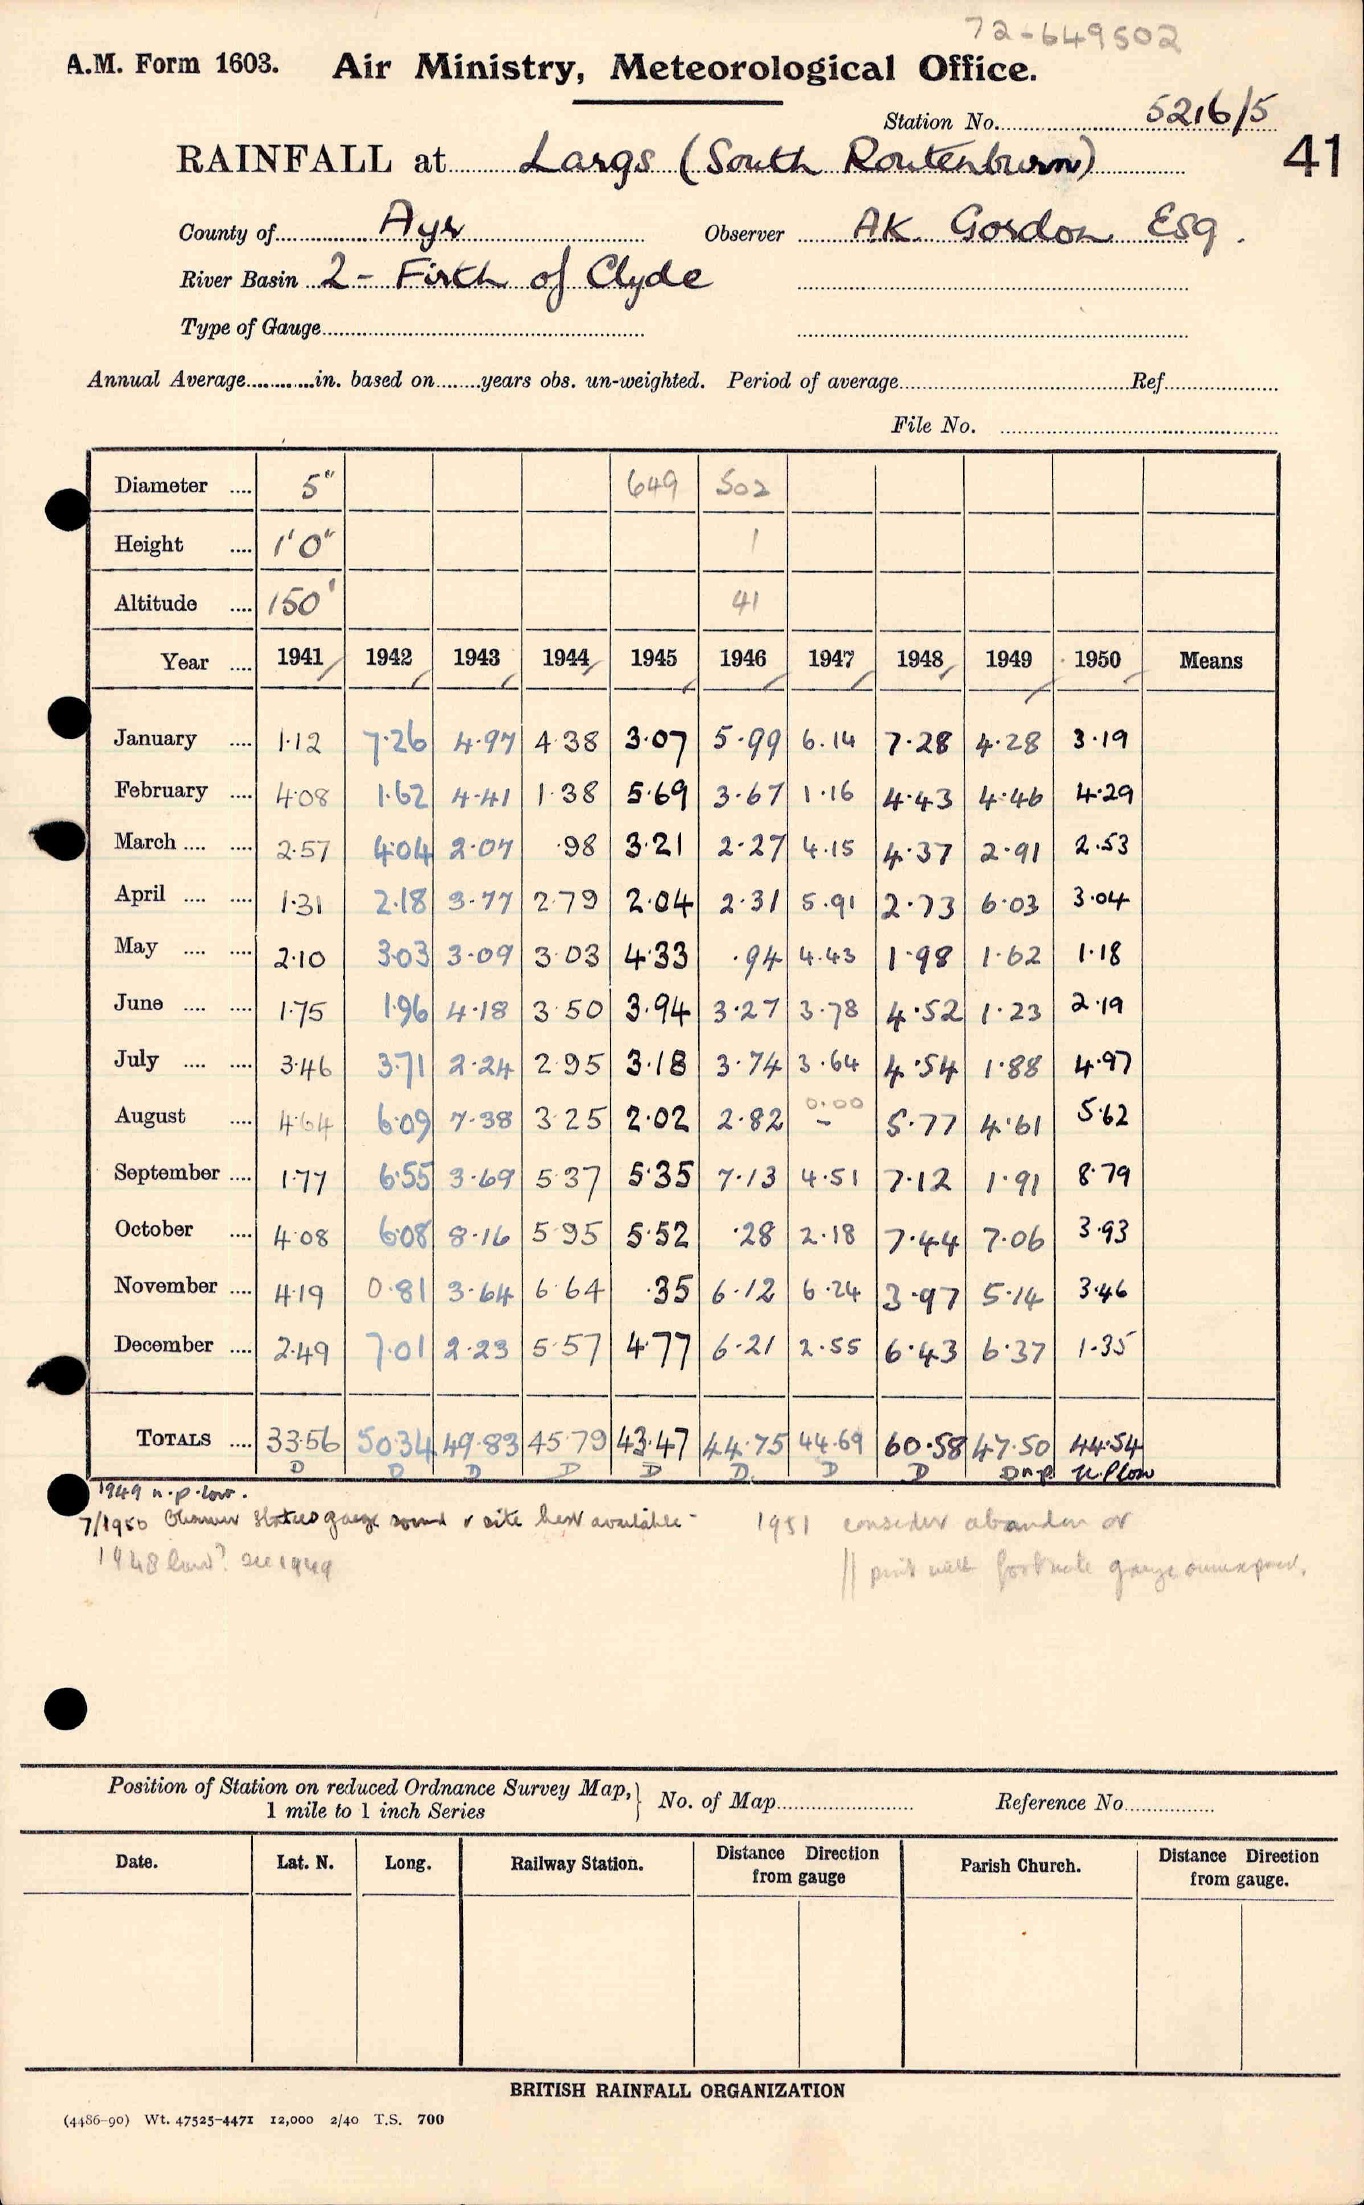 72-649502
A.M. Form 1603. Air Ministry, Meteorological Office.
Station No. 5216/5
RAINFALL at Largs (South Routenburn) 41
County of Ayr Observer A.K. Gordon Esq.
River Basin 2 - Firth of Clyde
Type of Gauge
Annual Average in. based on years obs. un-weighted. Period of average Ref
File No.
Diameter .... 5" 649 502
Height .... 1'0" 1
Altitude .... 150' 41
Year .... 1941 1942 1943 1944 1945 1946 1947 1948 1949 1950 Means
January .... 1.12 7.26 4.97 4.38 3.07 5.99 6.14 7.28 4.28 3.19
February .... 4.08 1.62 4.41 1.38 5.69 3.67 1.16 4.43 4.46 4.29
March .... .... 2.57 4.04 2.07 .98 3.21 2.27 4.15 4.37 2.91 2.53
April .... .... 1.31 2.18 3.77 2.79 2.04 2.31 5.91 2.73 6.03 3.04
May .... .... 2.10 3.03 3.09 3.03 4.33 .94 4.43 1.98 1.62 1.18
June .... .... 1.75 1.96 4.18 3.50 3.94 3.27 3.78 4.52 1.23 2.19
July .... .... 3.46 3.71 2.24 2.95 3.18 3.74 3.64 4.54 1.88 4.97
August .... 4.64 6.09 7.38 3.25 2.02 2.82 0.00 - 5.77 4.61 5.62
September .... 1.77 6.55 3.69 5.37 5.35 7.13 4.51 7.12 1.91 8.79
October .... 4.08 6.08 8.16 5.95 5.52 .28 2.18 7.44 7.06 3.93
November .... 4.19 0.81 3.64 6.64 .35 6.12 6.24 3.97 5.14 3.46
December .... 2.49 7.01 2.23 5.57 4.77 6.21 2.55 6.43 6.37 1.35
TOTALS .... 33.56 50.34 49.83 45.79 43.47 44.75 44.69 60.58 47.50 44.54
D D D D D D. D D D n.p. n.p low
1949 n.p. low.
7/1950 Observer states gauge sound & site best available - 1951 consider abandon or
1948 low? see 1949 // print with footnote gauge
Position of Station on reduced Ordnance Survey Map, 1 mile to 1 inch Series } No. of Map Reference No
Date. Lat. N. Long. Railway Station. Distance Direction from gauge Parish Church. Distance Direction from gauge.
BRITISH RAINFALL ORGANIZATION
(4486-90) Wt. 47525-4471 12,000 2/40 T.S. 700